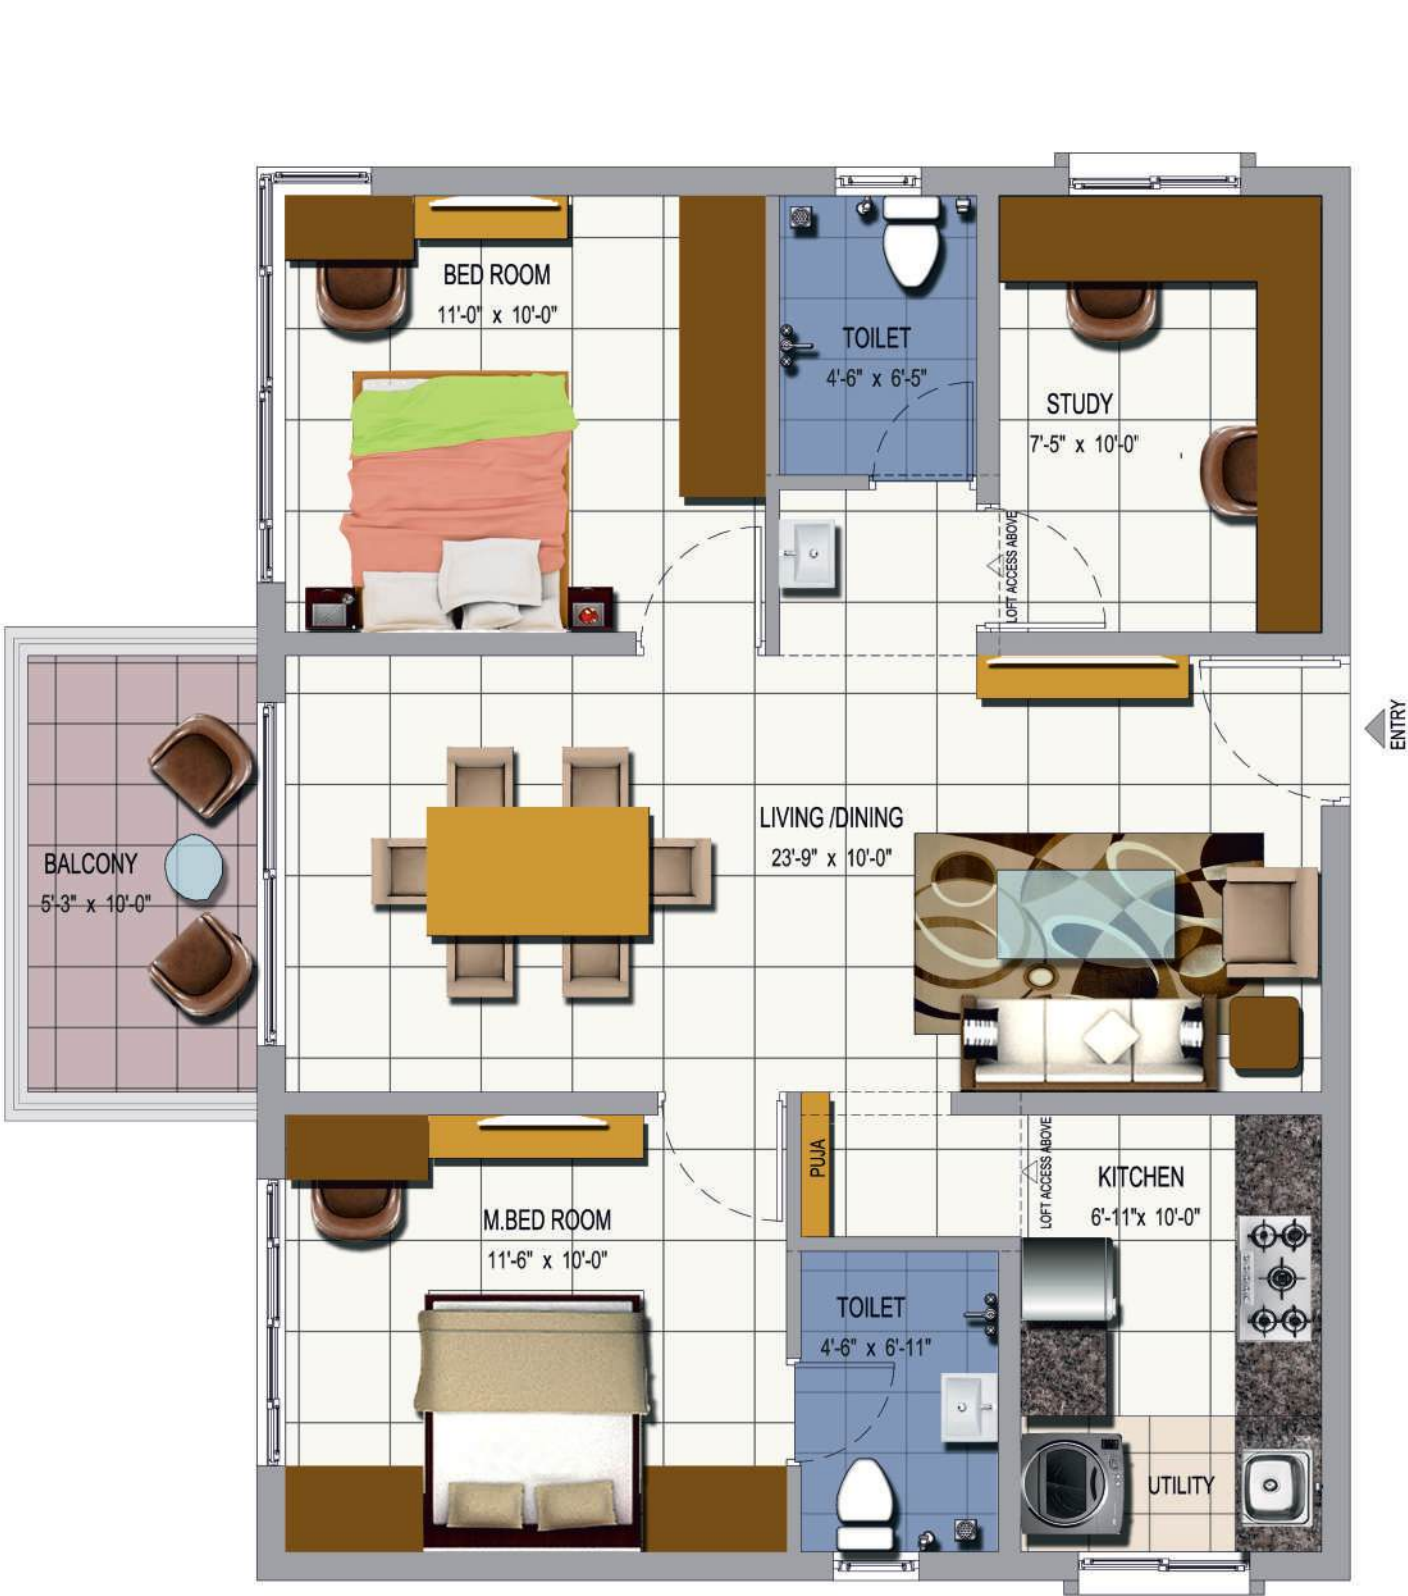 BED ROOM
11'-0" x 10'-0"
TOILET
4'-6" x 6'-5"
STUDY
7'-5" x 10'-0"
LOFT ACCESS ABOVE
ENTRY
LIVING /DINING
23'-9" x 10'-0"
BALCONY
5'-3" x 10'-0"
PUJA
LOFT ACCESS ABOVE
KITCHEN
6'-11"x 10'-0"
M.BED ROOM
11'-6" x 10'-0"
TOILET
4'-6" x 6'-11"
UTILITY